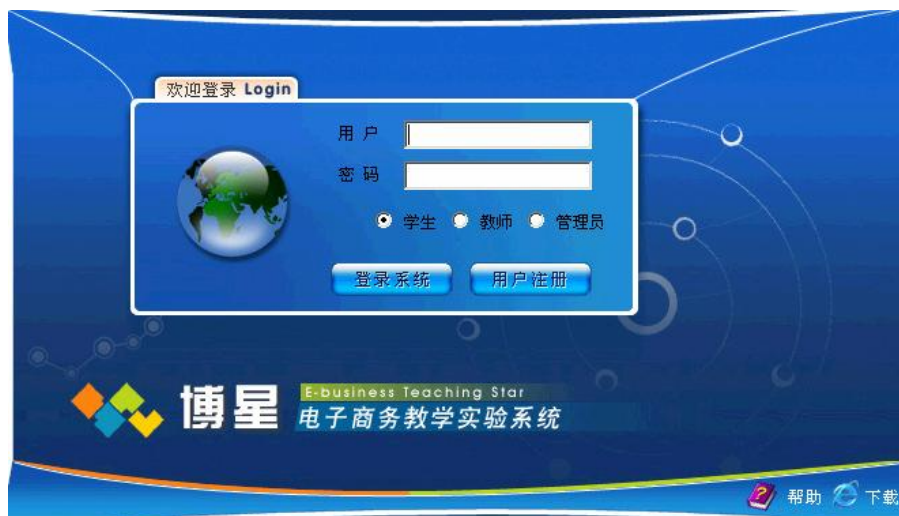 欢迎登录 Login
用户
密码
学生 教师 管理员
登录系统 用户注册
博星 E-business Teaching Star
电子商务教学实验系统
帮助 下载